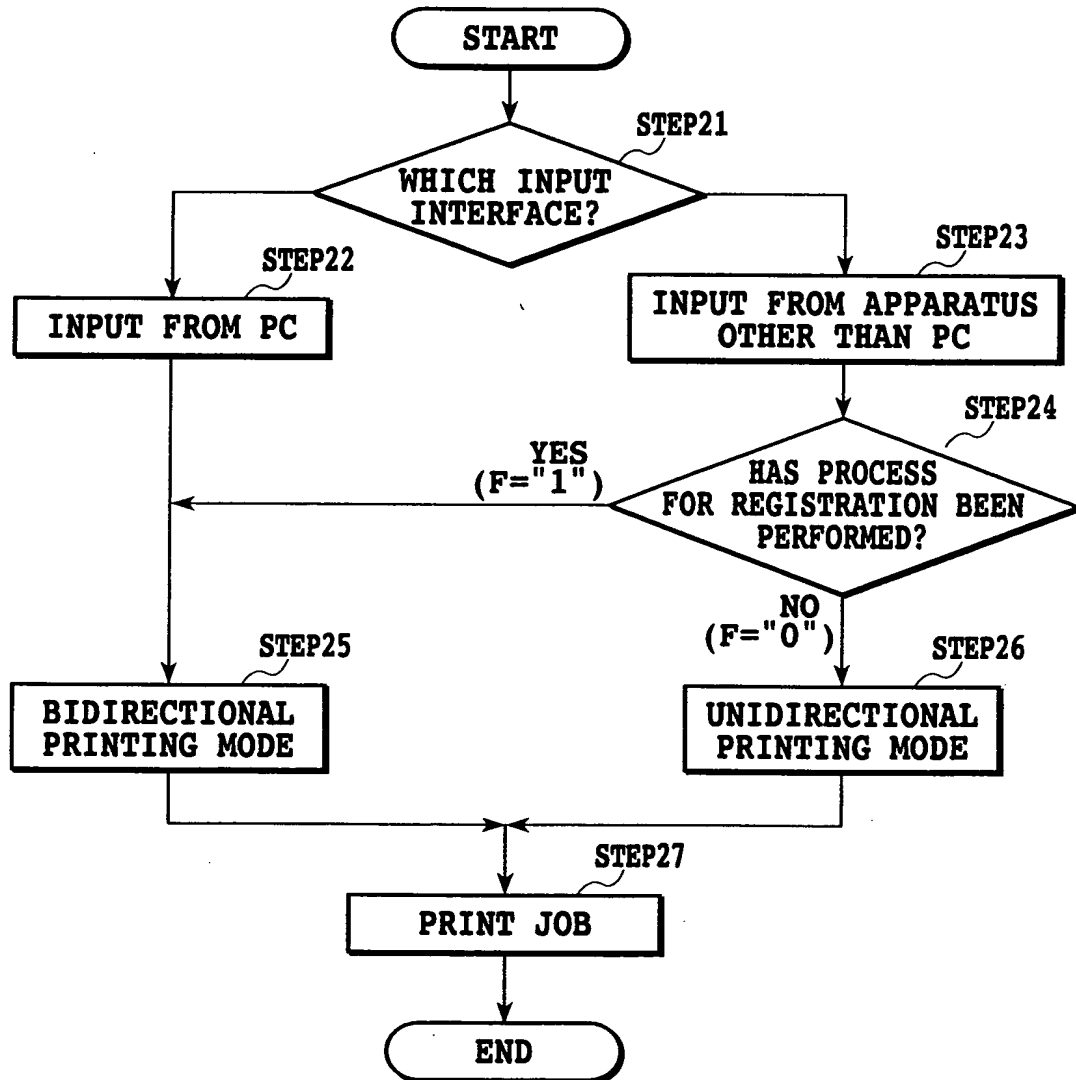 START
STEP21
WHICH INPUT
INTERFACE?
STEP22
INPUT FROM PC
STEP23
INPUT FROM APPARATUS
OTHER THAN PC
STEP24
HAS PROCESS
FOR REGISTRATION BEEN
PERFORMED?
YES
(F="1")
NO
(F="0")
STEP25
BIDIRECTIONAL
PRINTING MODE
STEP26
UNIDIRECTIONAL
PRINTING MODE
STEP27
PRINT JOB
END